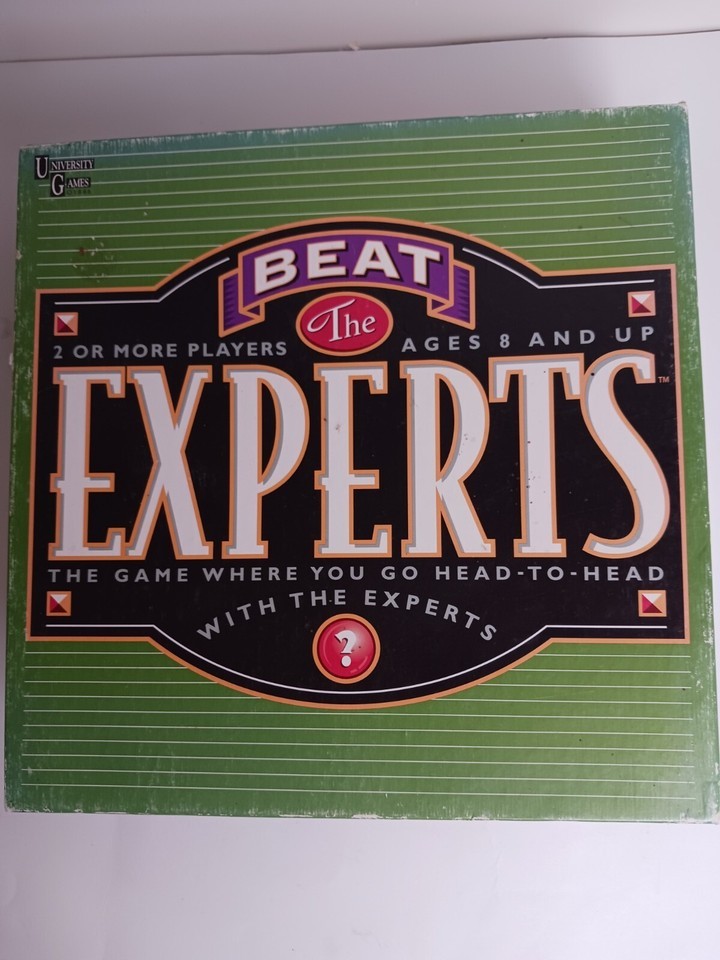 UNIVERSITY
GAMES
BEAT
The
2 OR MORE PLAYERS AGES 8 AND UP
EXPERTS™
THE GAME WHERE YOU GO HEAD-TO-HEAD
WITH THE EXPERTS
?